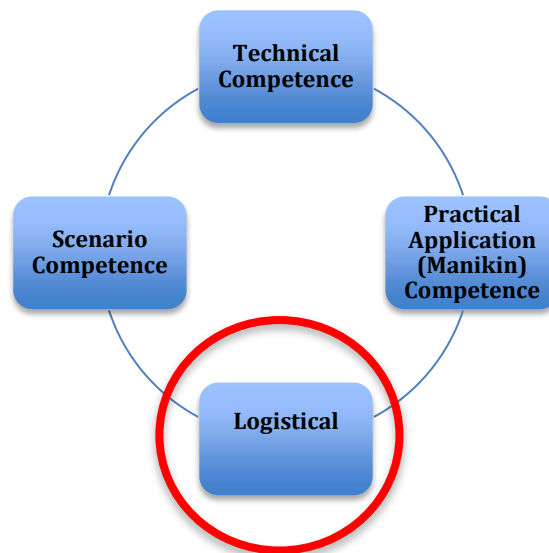 Technical
Competence
Scenario
Competence
Practical
Application
(Manikin)
Competence
Logistical